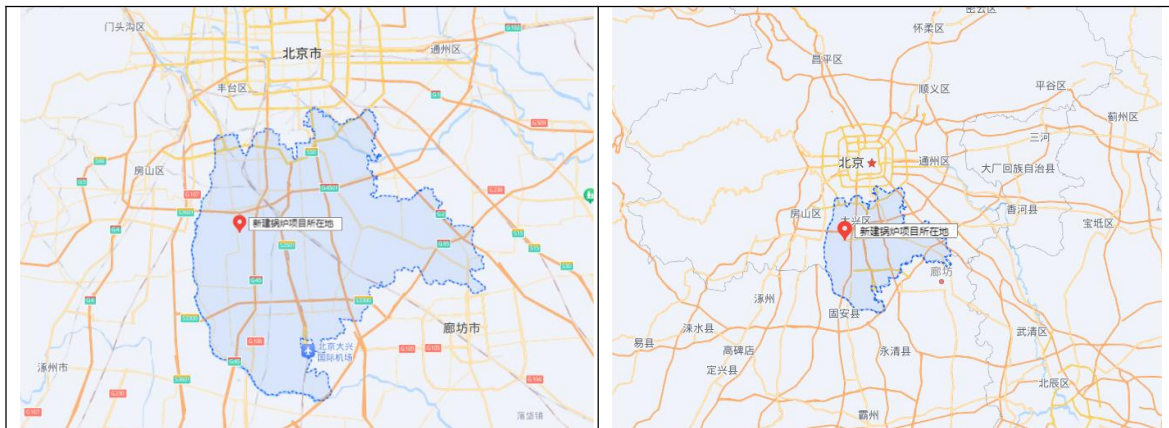 门头沟区
北京市
通州区
丰台区
房山区
G4501
新建锅炉项目所在地
廊坊市
北京大兴
国际机场
涿州市
落垡镇
密云区
怀柔区
昌平区
顺义区
平谷区
蓟州区
三河
北京
通州区
大厂回族自治县
房山区
大兴区
香河县
宝坻区
新建锅炉项目所在地
廊坊
涿州
固安县
涞水县
武清区
易县
高碑店
永清县
定兴县
北辰区
霸州